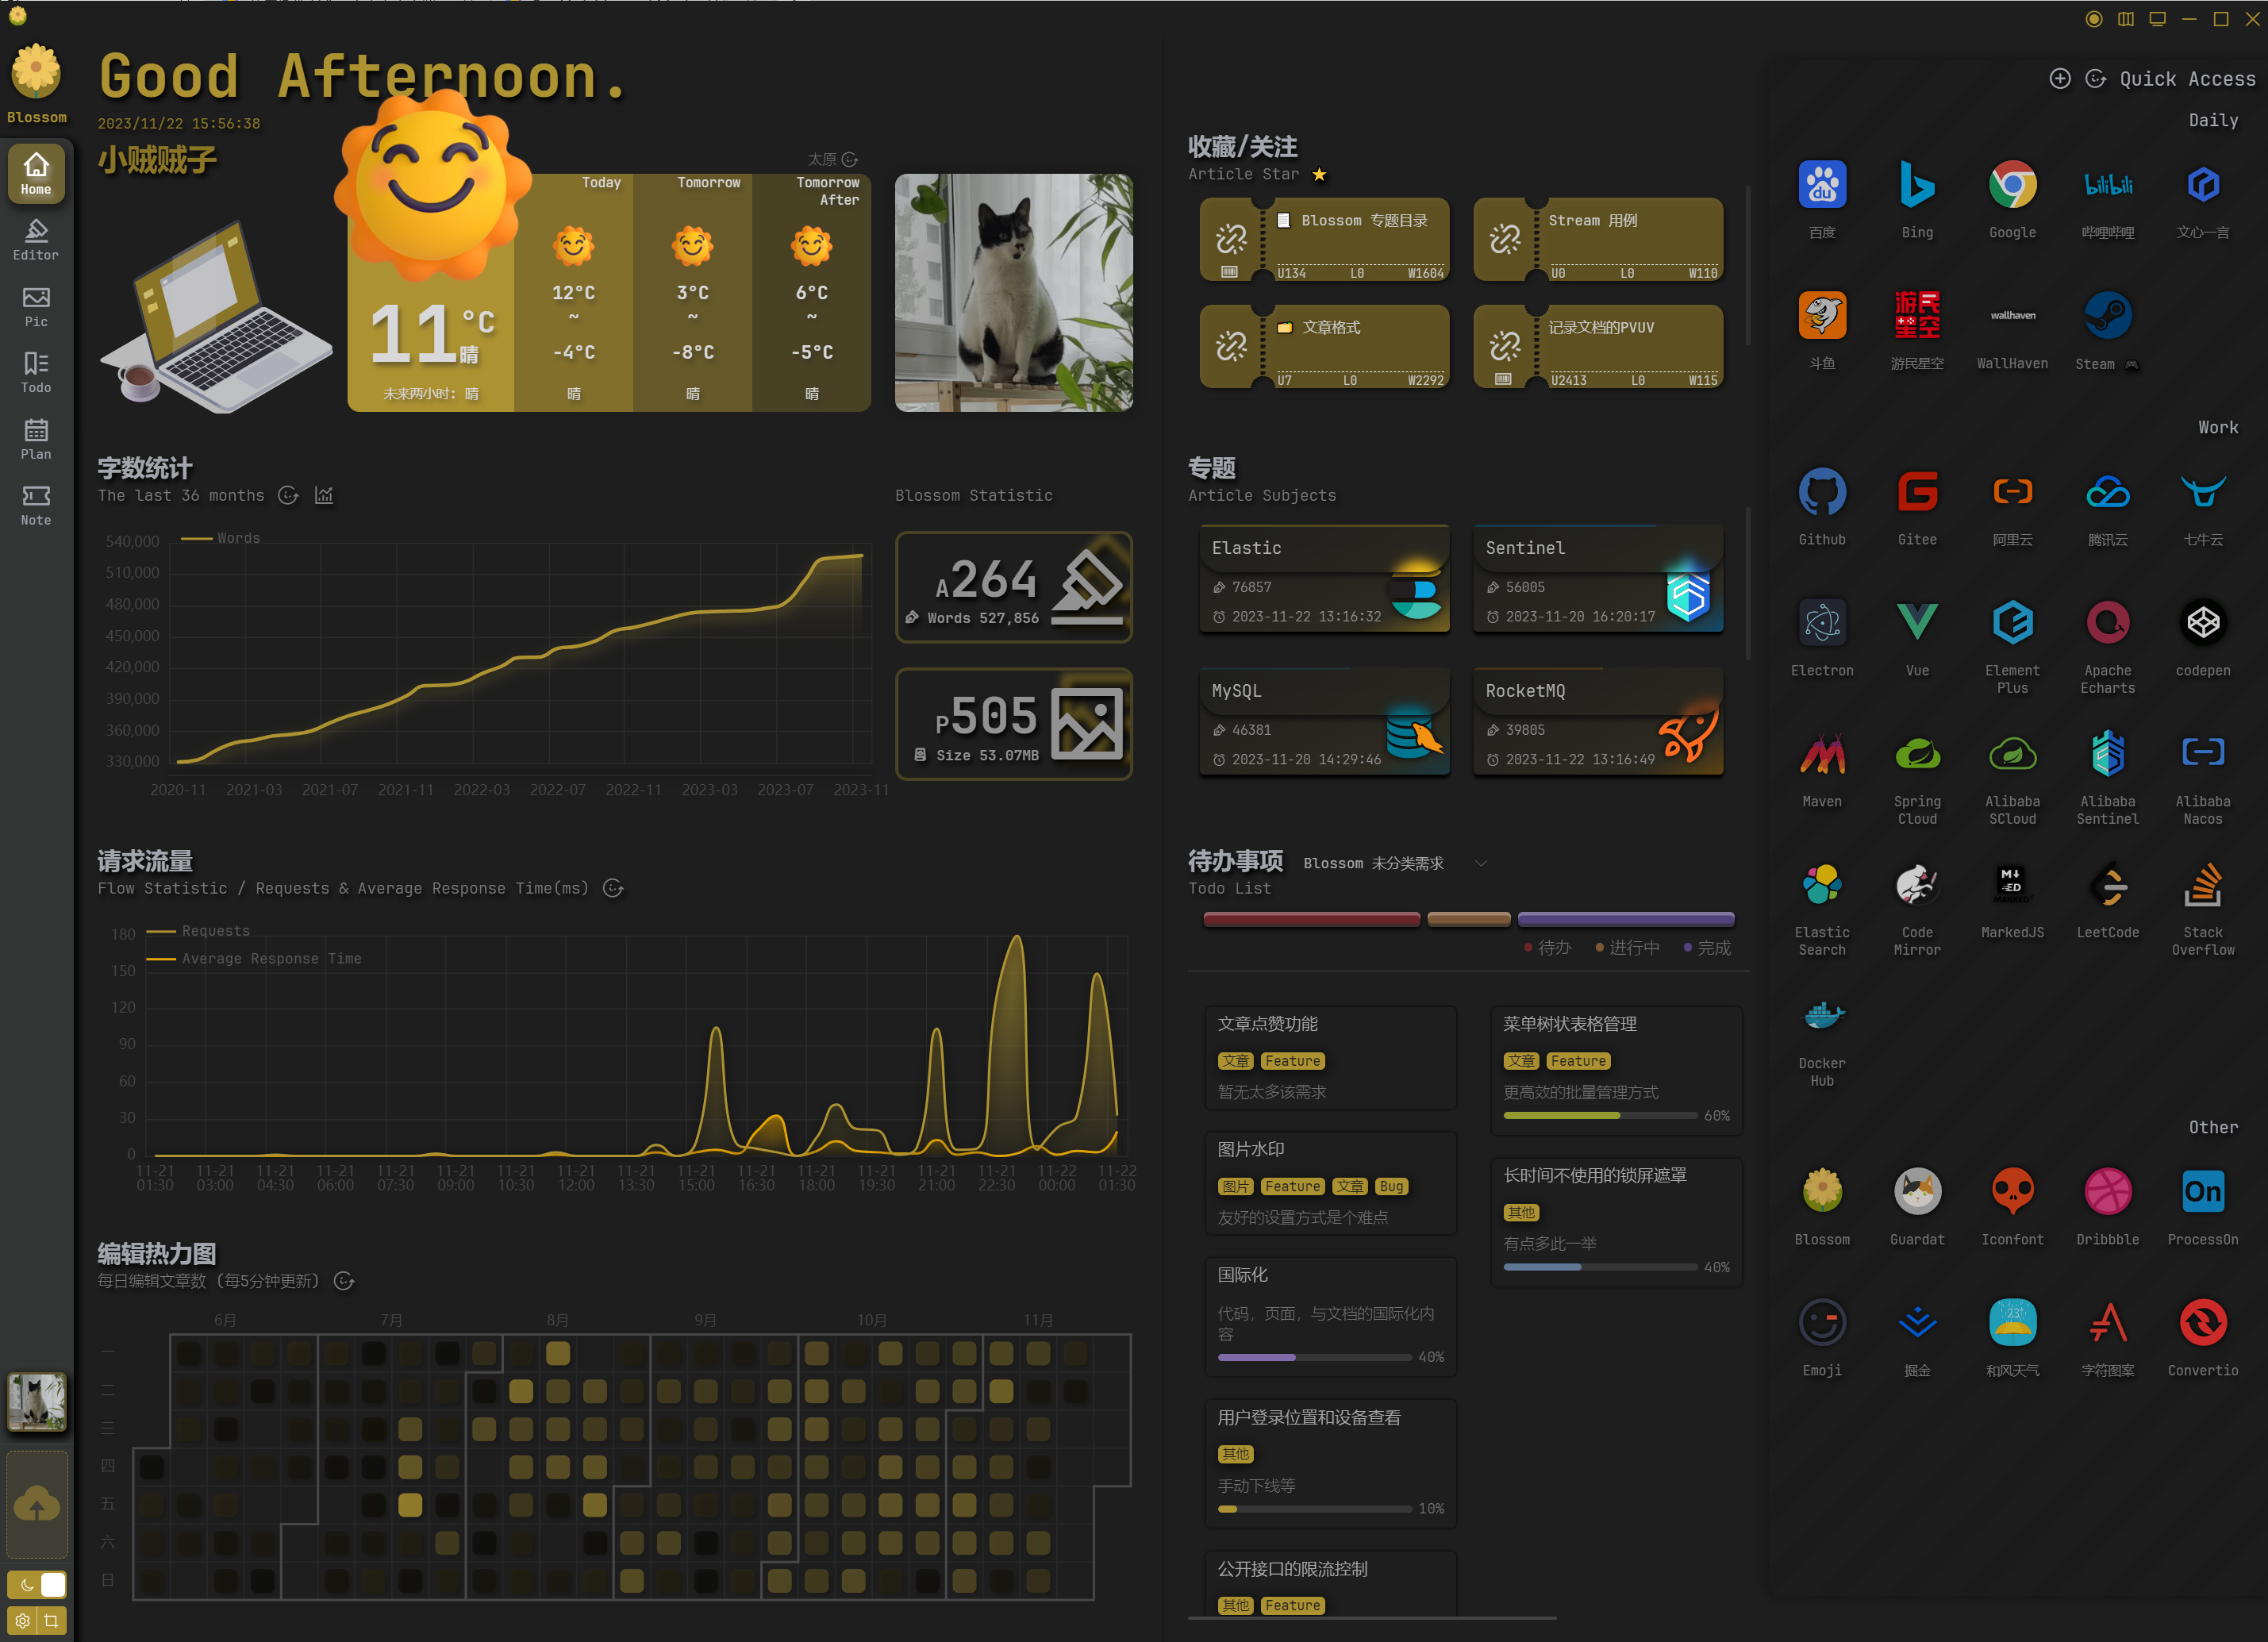 Good Afternoon.
Blossom
2023/11/22 15:56:38
小贼贼子
Home
Editor
Pic
Todo
Plan
Note
太原
Today
Tomorrow
Tomorrow
After
11°C
晴
未来两小时: 晴
12°C
~
-4°C
晴
3°C
~
-8°C
晴
6°C
~
-5°C
晴
字数统计
The last 36 months
Words
540,000
510,000
480,000
450,000
420,000
390,000
360,000
330,000
2020-11 2021-03 2021-07 2021-11 2022-03 2022-07 2022-11 2023-03 2023-07 2023-11
Blossom Statistic
A264
Words 527,856
P505
Size 53.07MB
请求流量
Flow Statistic / Requests & Average Response Time(ms)
Requests
Average Response Time
180
150
120
90
60
30
0
11-21 11-21 11-21 11-21 11-21 11-21 11-21 11-21 11-21 11-21 11-21 11-21 11-21 11-21 11-21 11-22 11-22
01:30 03:00 04:30 06:00 07:30 09:00 10:30 12:00 13:30 15:00 16:30 18:00 19:30 21:00 22:30 00:00 01:30
编辑热力图
每日编辑文章数 (每5分钟更新)
6月 7月 8月 9月 10月 11月
一
二
三
四
五
六
日
收藏/关注
Article Star
Blossom 专题目录
U134 L0 W1604
Stream 用例
U0 L0 W110
文章格式
U7 L0 W2292
记录文档的PVUV
U2413 L0 W115
专题
Article Subjects
Elastic
76857
2023-11-22 13:16:32
Sentinel
56005
2023-11-20 16:20:17
MySQL
46381
2023-11-20 14:29:46
RocketMQ
39805
2023-11-22 13:16:49
待办事项 Blossom 未分类需求
Todo List
待办 进行中 完成
文章点赞功能
文章 Feature
暂无太多该需求
图片水印
图片 Feature 文章 Bug
友好的设置方式是个难点
国际化
代码，页面，与文档的国际化内
容
40%
用户登录位置和设备查看
其他
手动下线等
10%
公开接口的限流控制
其他 Feature
菜单树状表格管理
文章 Feature
更高效的批量管理方式
60%
长时间不使用的锁屏遮罩
其他
有点多此一举
40%
Quick Access
Daily
du
bilibili
百度 Bing Google 哔哩哔哩 文心一言
游民星空
wallhaven
斗鱼 游民星空 WallHaven Steam
Work
Github Gitee 阿里云 腾讯云 七牛云
Electron Vue Element Plus Apache Echarts codepen
Maven Spring Cloud Alibaba SCloud Alibaba Sentinel Alibaba Nacos
M↓
ED
MARKED
Elastic Search Code Mirror MarkedJS LeetCode Stack Overflow
Docker
Hub
Other
On
Blossom Guardat Iconfont Dribbble ProcessOn
23°
Emoji 掘金 和风天气 字符图案 Convertio